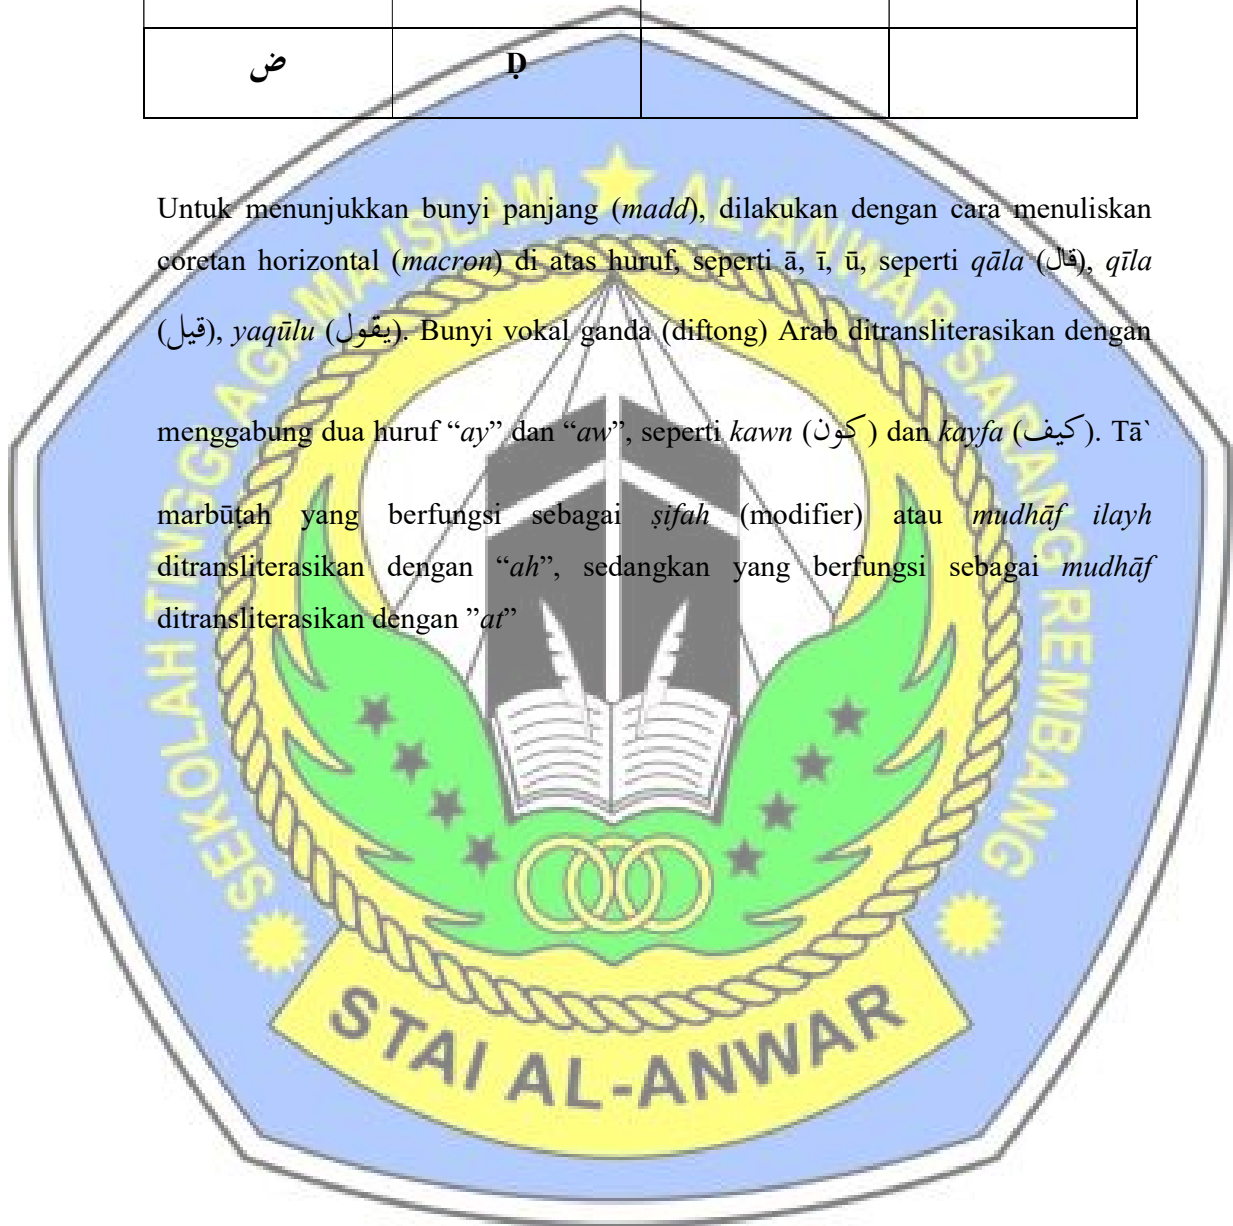 ض Ḍ
Untuk menunjukkan bunyi panjang (madd), dilakukan dengan cara menuliskan
coretan horizontal (macron) di atas huruf, seperti ā, ī, ū, seperti qāla (قال), qīla
(قيل), yaqūlu (يقول). Bunyi vokal ganda (diftong) Arab ditransliterasikan dengan
menggabung dua huruf “ay” dan “aw”, seperti kawn (كون ) dan kayfa (كيف ). Tā`
marbūṭah yang berfungsi sebagai ṣifah (modifier) atau mudhāf ilayh
ditransliterasikan dengan “ah”, sedangkan yang berfungsi sebagai mudhāf
ditransliterasikan dengan ”at”
SEKOLAH TINGGI AGAMA ISLAM AL ANWAR SARANG REMBANG
STAI AL-ANWAR